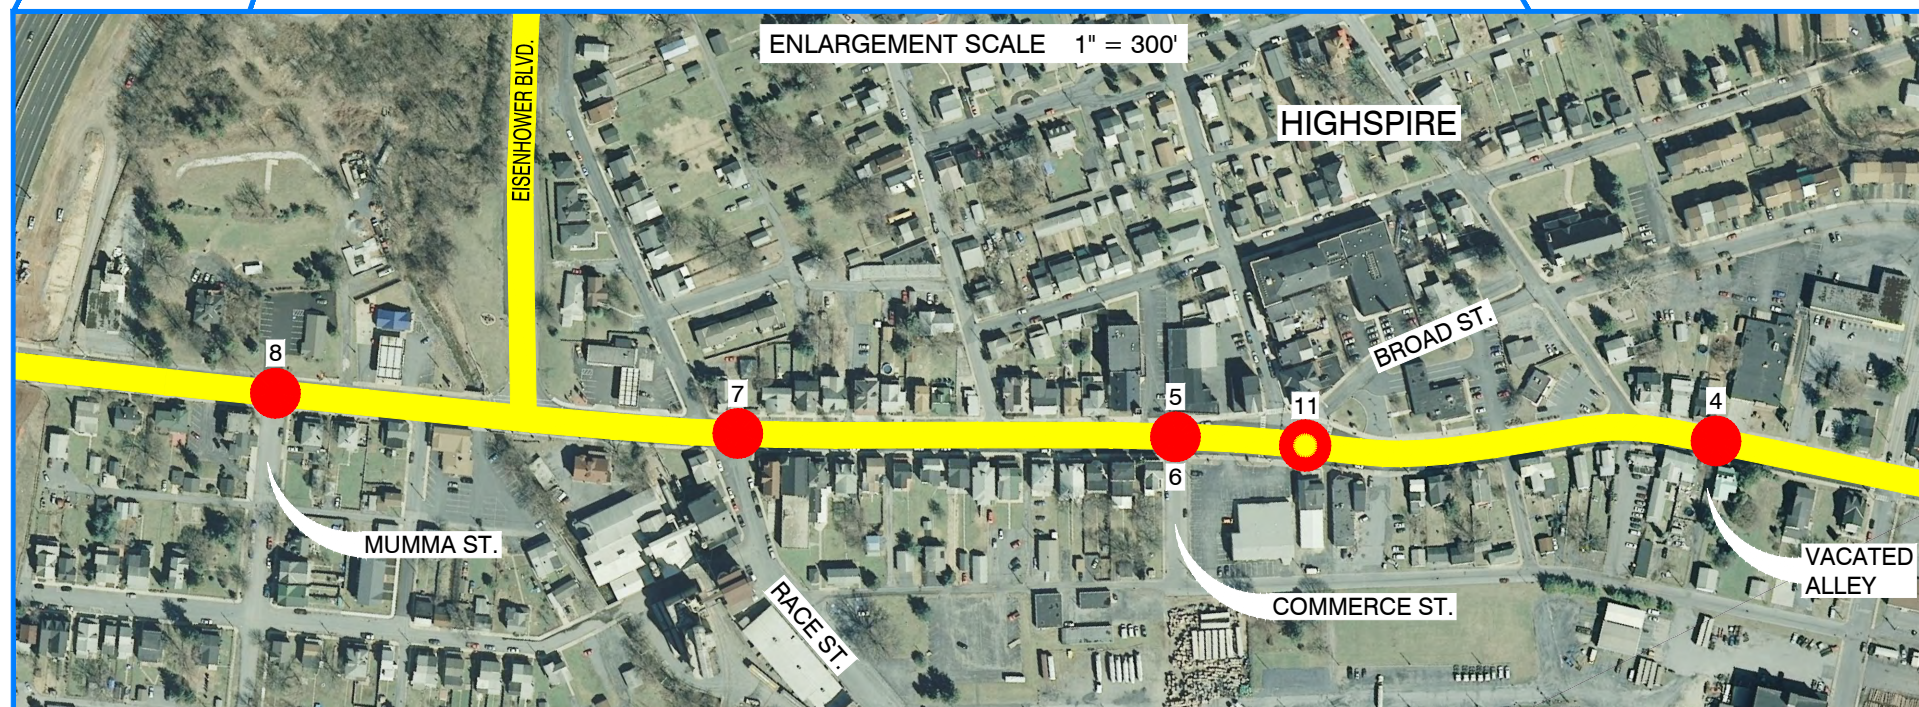 ENLARGEMENT SCALE 1" = 300'
EISENHOWER BLVD.
HIGHSPIRE
BROAD ST.
8
7
5
11
4
6
MUMMA ST.
RACE ST.
COMMERCE ST.
VACATED
ALLEY